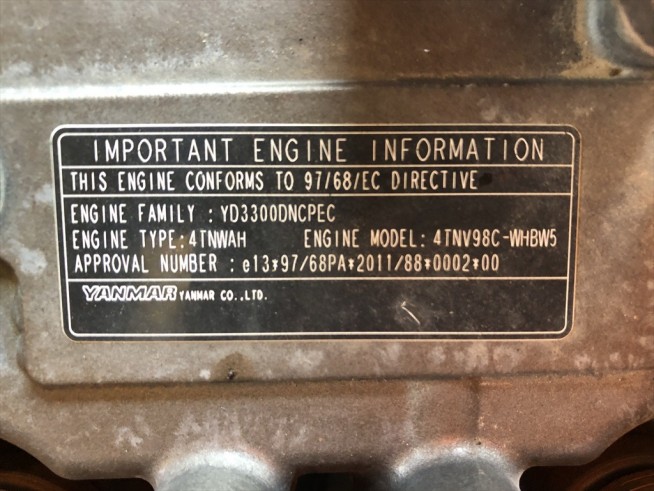 IMPORTANT ENGINE INFORMATION
THIS ENGINE CONFORMS TO 97/68/EC DIRECTIVE
ENGINE FAMILY : YD3300DNCPEC
ENGINE TYPE:4TNWAH ENGINE MODEL: 4TNV98C-WHBW5
APPROVAL NUMBER : e13*97/68PA*2011/88*0002*00
YANMAR YANMAR CO.,LTD.